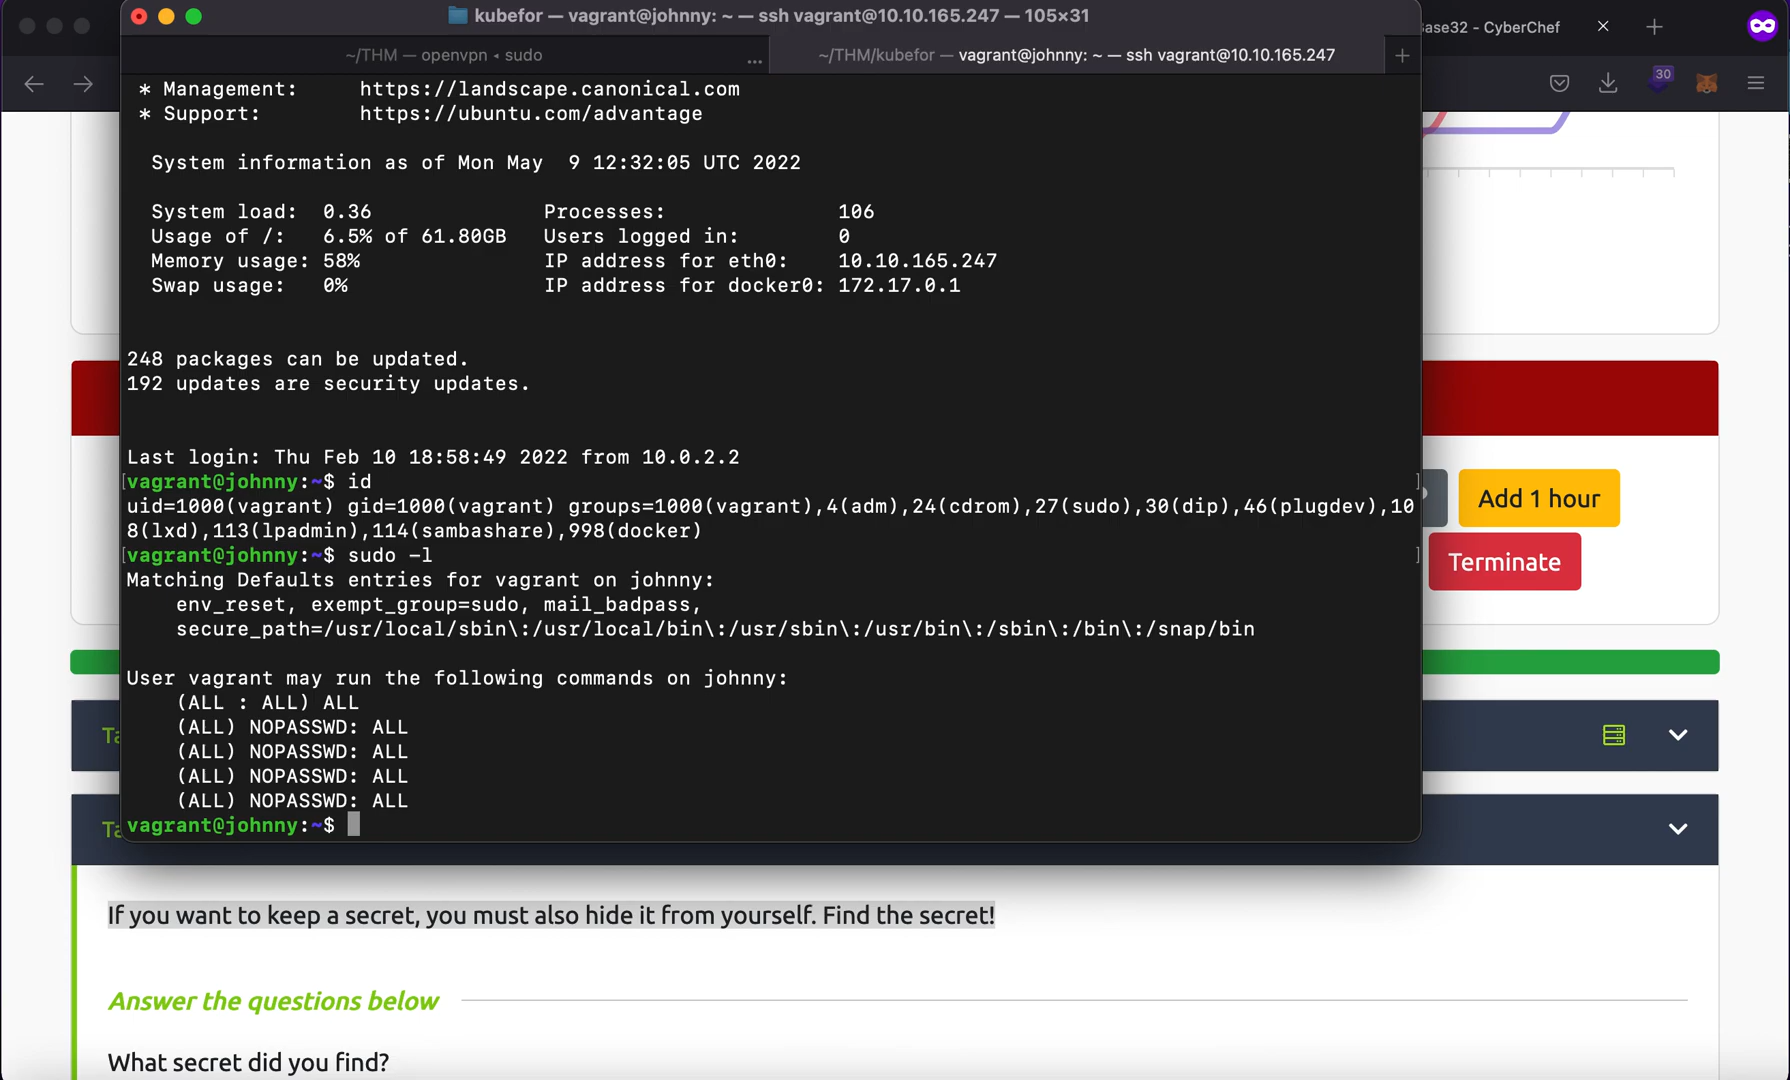 kubefor — vagrant@johnny: ~ — ssh vagrant@10.10.165.247 — 105×31
ase32 - CyberChef
~/THM — openvpn ◂ sudo
...
~/THM/kubefor — vagrant@johnny: ~ — ssh vagrant@10.10.165.247
30
* Management:     https://landscape.canonical.com
* Support:        https://ubuntu.com/advantage
System information as of Mon May  9 12:32:05 UTC 2022
System load:  0.36              Processes:              106
Usage of /:   6.5% of 61.80GB   Users logged in:        0
Memory usage: 58%               IP address for eth0:    10.10.165.247
Swap usage:   0%                IP address for docker0: 172.17.0.1
248 packages can be updated.
192 updates are security updates.
Last login: Thu Feb 10 18:58:49 2022 from 10.0.2.2
[vagrant@johnny:~$ id ]
uid=1000(vagrant) gid=1000(vagrant) groups=1000(vagrant),4(adm),24(cdrom),27(sudo),30(dip),46(plugdev),10
8(lxd),113(lpadmin),114(sambashare),998(docker)
[vagrant@johnny:~$ sudo -l ]
Matching Defaults entries for vagrant on johnny:
env_reset, exempt_group=sudo, mail_badpass,
secure_path=/usr/local/sbin\:/usr/local/bin\:/usr/sbin\:/usr/bin\:/sbin\:/bin\:/snap/bin
User vagrant may run the following commands on johnny:
(ALL : ALL) ALL
(ALL) NOPASSWD: ALL
(ALL) NOPASSWD: ALL
(ALL) NOPASSWD: ALL
(ALL) NOPASSWD: ALL
vagrant@johnny:~$
Add 1 hour
Terminate
Ta
Ta
If you want to keep a secret, you must also hide it from yourself. Find the secret!
Answer the questions below
What secret did you find?